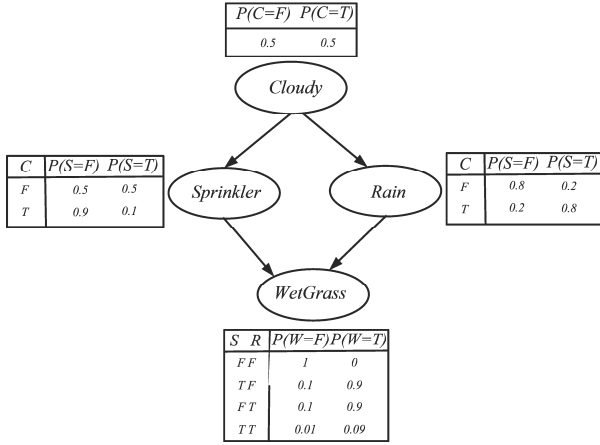 P(C=F) P(C=T)
0.5 0.5
Cloudy
C P(S=F) P(S=T)
F 0.5 0.5
T 0.9 0.1
Sprinkler
Rain
C P(S=F) P(S=T)
F 0.8 0.2
T 0.2 0.8
WetGrass
S R P(W=F) P(W=T)
F F 1 0
T F 0.1 0.9
F T 0.1 0.9
T T 0.01 0.09